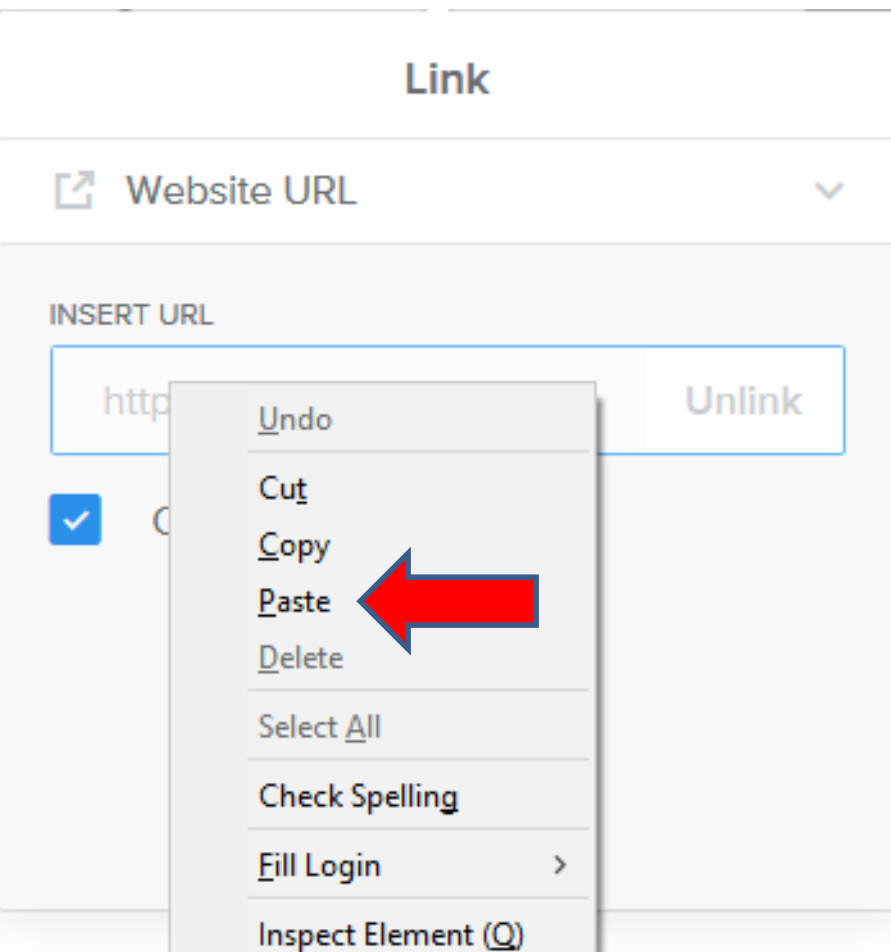 Link
Website URL
INSERT URL
http
Unlink
Undo
Cut
Copy
Paste
Delete
Select All
Check Spelling
Fill Login
Inspect Element (Q)